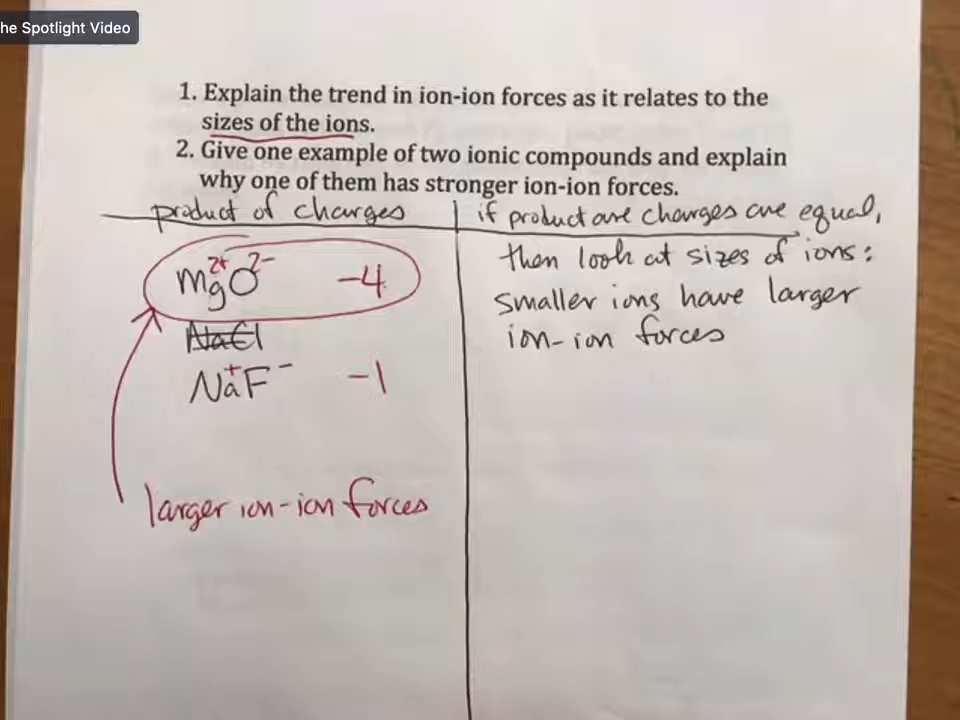 he Spotlight Video
1. Explain the trend in ion-ion forces as it relates to the
sizes of the ions.
2. Give one example of two ionic compounds and explain
why one of them has stronger ion-ion forces.
product of charges
Mg2+O2- -4
NaCl
Na+F- -1
larger ion-ion forces
if product are charges are equal,
then look at sizes of ions:
smaller ions have larger
ion-ion forces